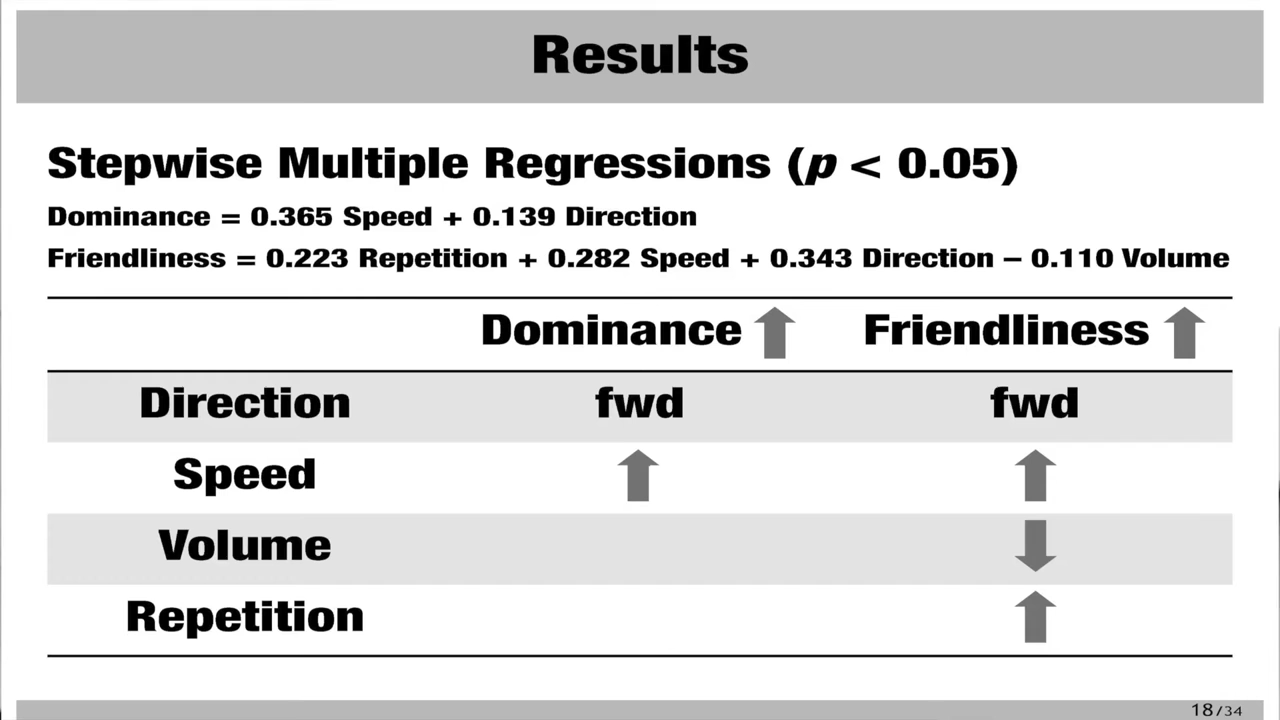 Results
Stepwise Multiple Regressions (p < 0.05)
Dominance = 0.365 Speed + 0.139 Direction
Friendliness = 0.223 Repetition + 0.282 Speed + 0.343 Direction – 0.110 Volume
Dominance Friendliness
Direction fwd fwd
Speed
Volume
Repetition
18/34